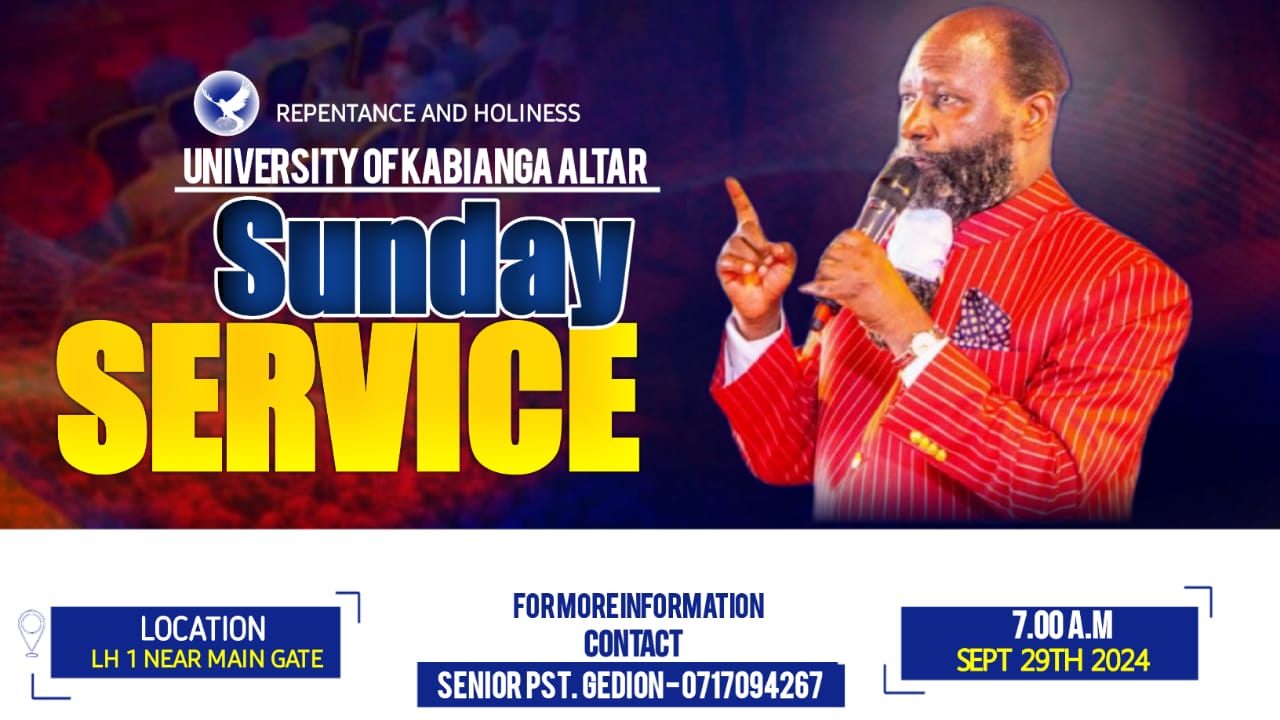 REPENTANCE AND HOLINESS
UNIVERSITY OF KABIANGA ALTAR
Sunday
SERVICE
LOCATION
LH 1 NEAR MAIN GATE
FOR MORE INFORMATION
CONTACT
SENIOR PST. GEDION - 0717094267
7.00 A.M
SEPT 29TH 2024